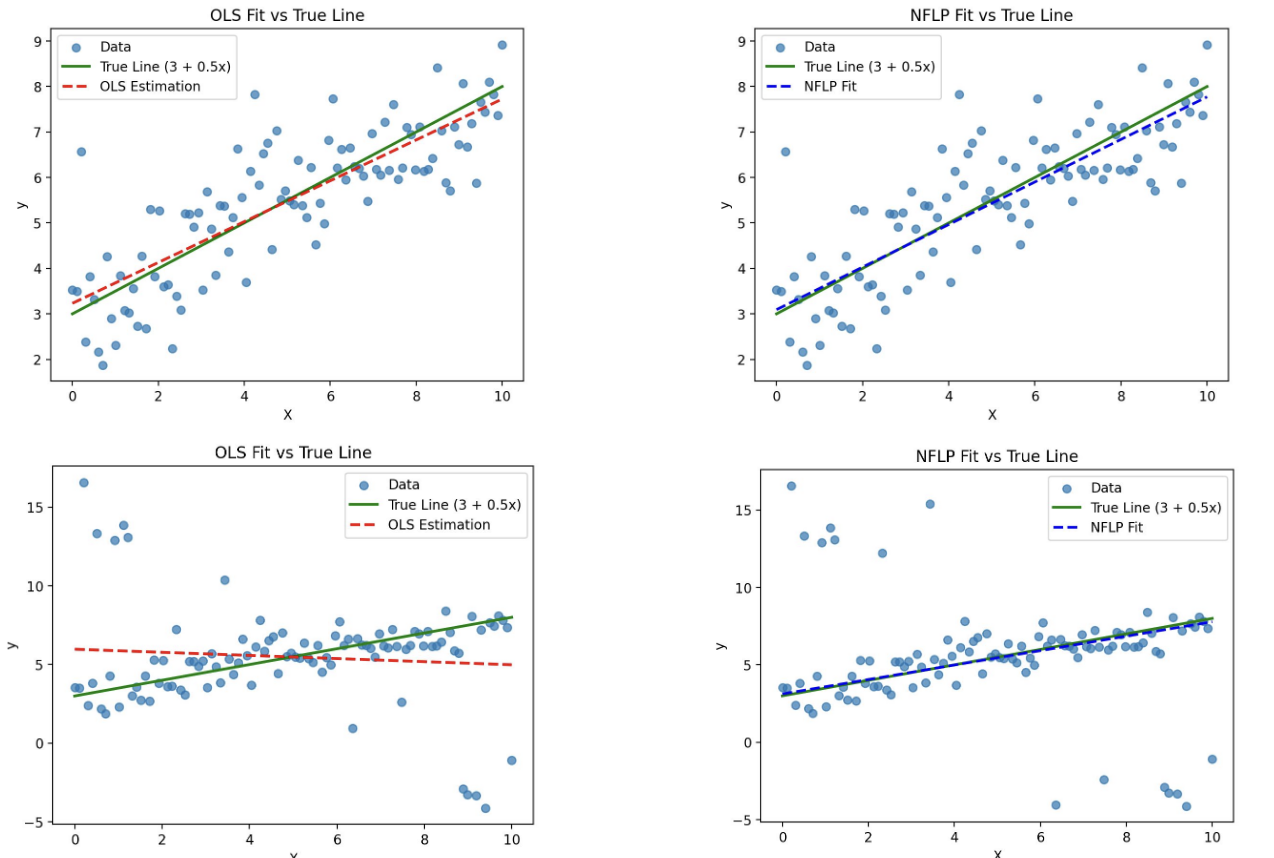 OLS Fit vs True Line
9
8
7
6
5
4
3
2
y
Data
True Line (3 + 0.5x)
OLS Estimation
0 2 4 6 8 10
X
NFLP Fit vs True Line
9
8
7
6
5
4
3
2
y
Data
True Line (3 + 0.5x)
NFLP Fit
0 2 4 6 8 10
X
OLS Fit vs True Line
15
10
5
0
−5
y
Data
True Line (3 + 0.5x)
OLS Estimation
0 2 4 6 8 10
NFLP Fit vs True Line
15
10
5
0
−5
y
Data
True Line (3 + 0.5x)
NFLP Fit
0 2 4 6 8 10